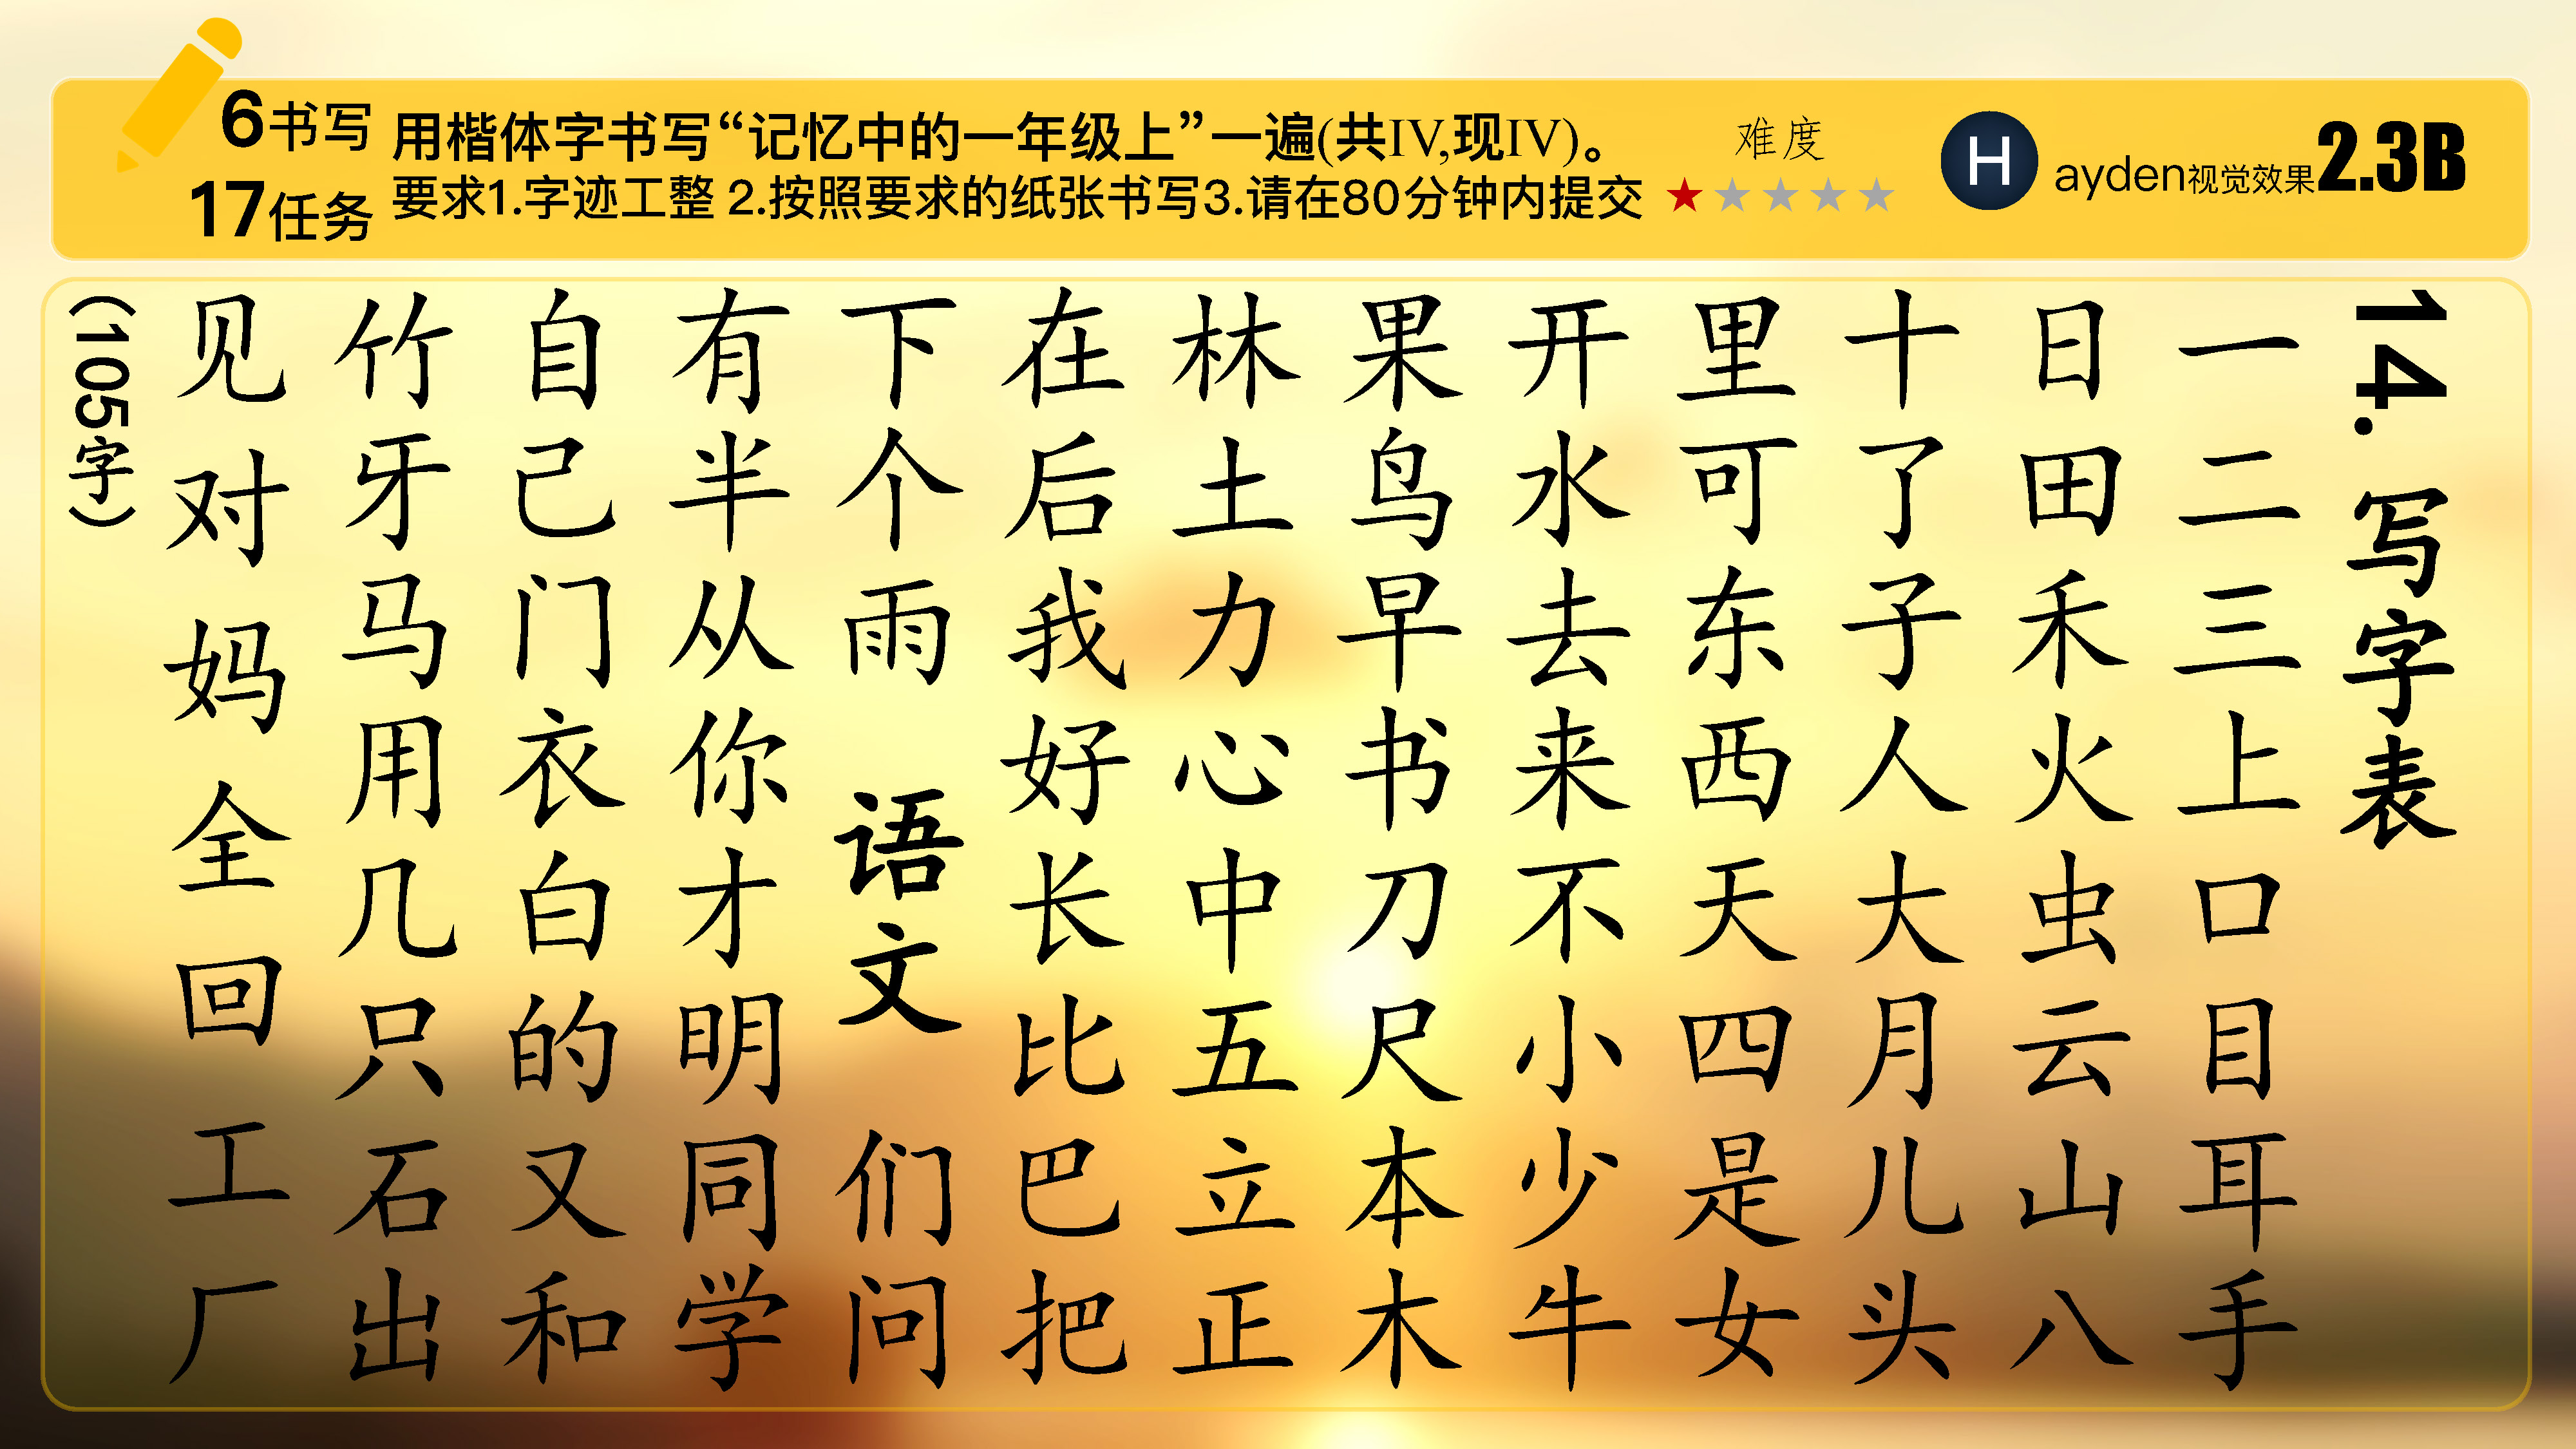 6书写 用楷体字书写“记忆中的一年级上”一遍(共IV,现IV)。
17任务 要求1.字迹工整 2.按照要求的纸张书写3.请在80分钟内提交
难度
★★★★★
H ayden视觉效果2.3B
14. 写字表
一二三上口目耳手
日田禾火虫云山八
十了子人大月儿头
里可东西天四是女
开水去来不小少牛
果鸟早书刀尺本木
林土力心中五立正
在后我好长比巴把
下个雨 语文 们问
有半从你才明同学
自己门衣白的又和
竹牙马用几只石出
见对妈全回工厂
（105字）